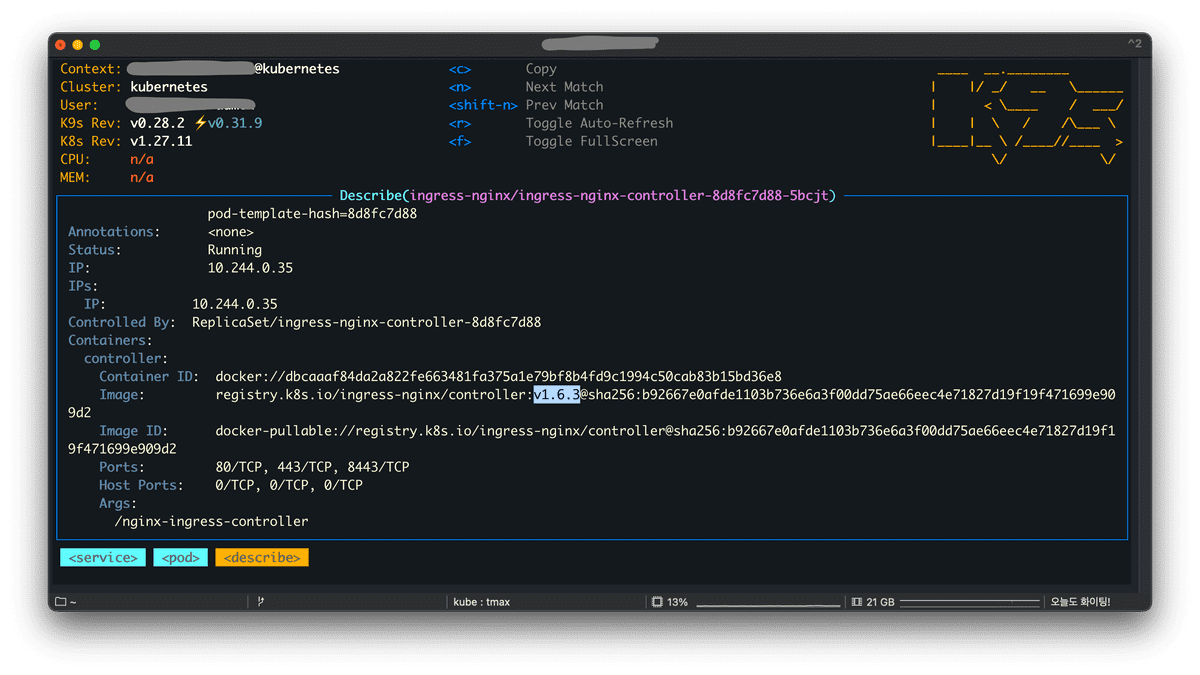 ^2
Context: @kubernetes <c> Copy
Cluster: kubernetes <n> Next Match
User: <shift-n> Prev Match
K9s Rev: v0.28.2 ⚡v0.31.9 <r> Toggle Auto-Refresh
K8s Rev: v1.27.11 <f> Toggle FullScreen
CPU: n/a
MEM: n/a
Describe(ingress-nginx/ingress-nginx-controller-8d8fc7d88-5bcjt)
pod-template-hash=8d8fc7d88
Annotations: <none>
Status: Running
IP: 10.244.0.35
IPs:
IP: 10.244.0.35
Controlled By: ReplicaSet/ingress-nginx-controller-8d8fc7d88
Containers:
controller:
Container ID: docker://dbcaaaf84da2a822fe663481fa375a1e79bf8b4fd9c1994c50cab83b15bd36e8
Image: registry.k8s.io/ingress-nginx/controller:v1.6.3@sha256:b92667e0afde1103b736e6a3f00dd75ae66eec4e71827d19f19f471699e90
9d2
Image ID: docker-pullable://registry.k8s.io/ingress-nginx/controller@sha256:b92667e0afde1103b736e6a3f00dd75ae66eec4e71827d19f1
9f471699e909d2
Ports: 80/TCP, 443/TCP, 8443/TCP
Host Ports: 0/TCP, 0/TCP, 0/TCP
Args:
/nginx-ingress-controller
<service> <pod> <describe>
~ kube : tmax 13% 21 GB 오늘도 화이팅!